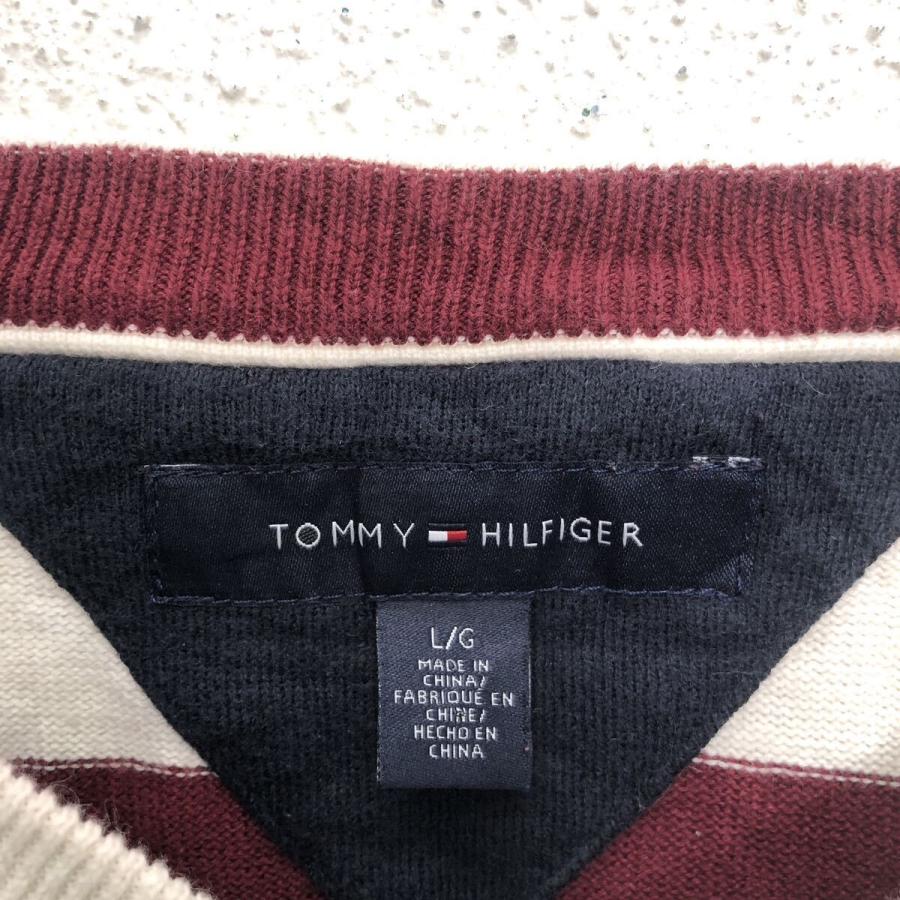 TOMMY HILFIGER
L/G
MADE IN
CHINA/
FABRIQUÉ EN
CHINE/
HECHO EN
CHINA